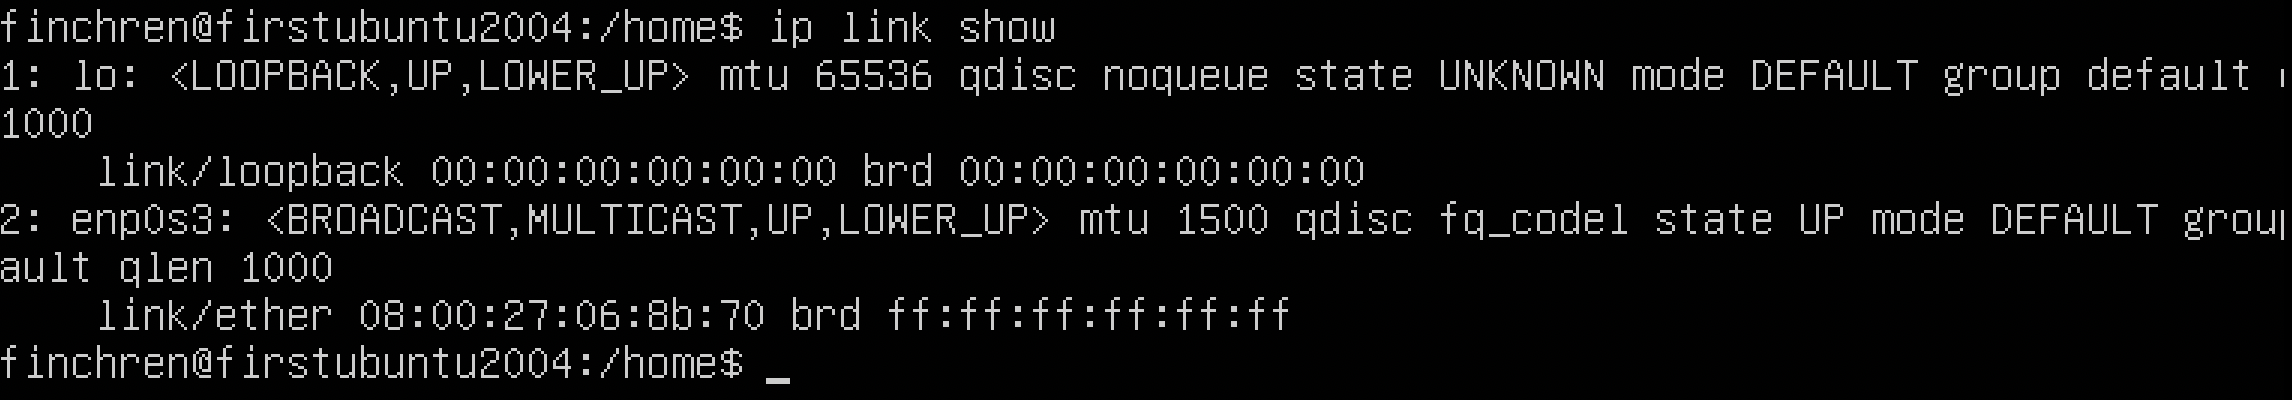 finchren@firstubuntu2004:/home$ ip link show
1: lo: <LOOPBACK,UP,LOWER_UP> mtu 65536 qdisc noqueue state UNKNOWN mode DEFAULT group default
1000
    link/loopback 00:00:00:00:00:00 brd 00:00:00:00:00:00
2: enp0s3: <BROADCAST,MULTICAST,UP,LOWER_UP> mtu 1500 qdisc fq_codel state UP mode DEFAULT group
ault qlen 1000
    link/ether 08:00:27:06:8b:70 brd ff:ff:ff:ff:ff:ff
finchren@firstubuntu2004:/home$ _